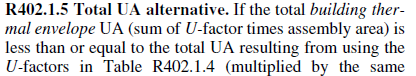 R402.1.5 Total UA alternative. If the total building ther-
mal envelope UA (sum of U-factor times assembly area) is
less than or equal to the total UA resulting from using the
U-factors in Table R402.1.4 (multiplied by the same